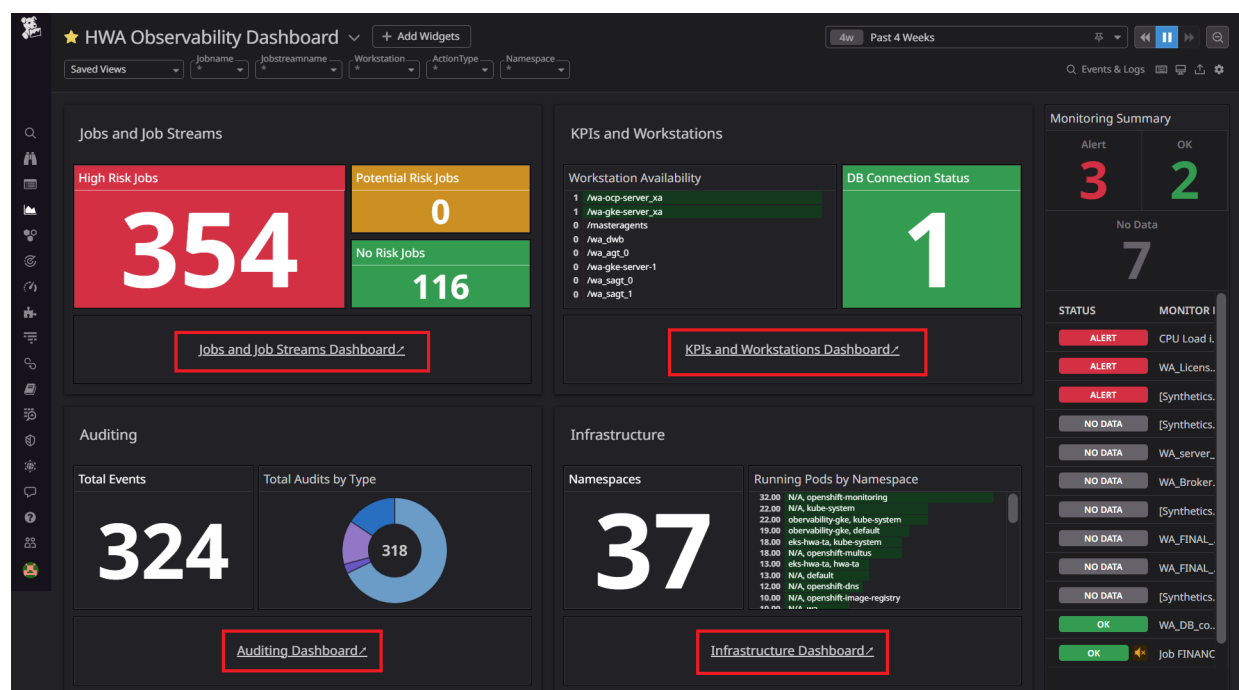 HWA Observability Dashboard
+ Add Widgets
4w Past 4 Weeks
Saved Views
Jobname
*
Jobstreamname
*
Workstation
*
ActionType
*
Namespace
*
Events & Logs
Jobs and Job Streams
High Risk Jobs
354
Potential Risk Jobs
0
No Risk Jobs
116
Jobs and Job Streams Dashboard↗
KPIs and Workstations
Workstation Availability
1 /wa-ocp-server_xa
1 /wa-gke-server_xa
0 /masteragents
0 /wa_dwb
0 /wa_agt_0
0 /wa-gke-server-1
0 /wa_sagt_0
0 /wa_sagt_1
DB Connection Status
1
KPIs and Workstations Dashboard↗
Auditing
Total Events
324
Total Audits by Type
318
Auditing Dashboard↗
Infrastructure
Namespaces
37
Running Pods by Namespace
32.00 N/A, openshift-monitoring
22.00 N/A, kube-system
22.00 obervability-gke, kube-system
19.00 obervability-gke, default
18.00 eks-hwa-ta, kube-system
18.00 N/A, openshift-multus
13.00 eks-hwa-ta, hwa-ta
13.00 N/A, default
12.00 N/A, openshift-dns
10.00 N/A, openshift-image-registry
10.00 N/A, wa
Infrastructure Dashboard↗
Monitoring Summary
Alert
3
OK
2
No Data
7
STATUS MONITOR
ALERT CPU Load i.
ALERT WA_Licens..
ALERT [Synthetics.
NO DATA [Synthetics.
NO DATA WA_server_
NO DATA WA_Broker.
NO DATA [Synthetics.
NO DATA WA_FINAL_.
NO DATA WA_FINAL_.
NO DATA [Synthetics.
OK WA_DB_co..
OK Job FINANC